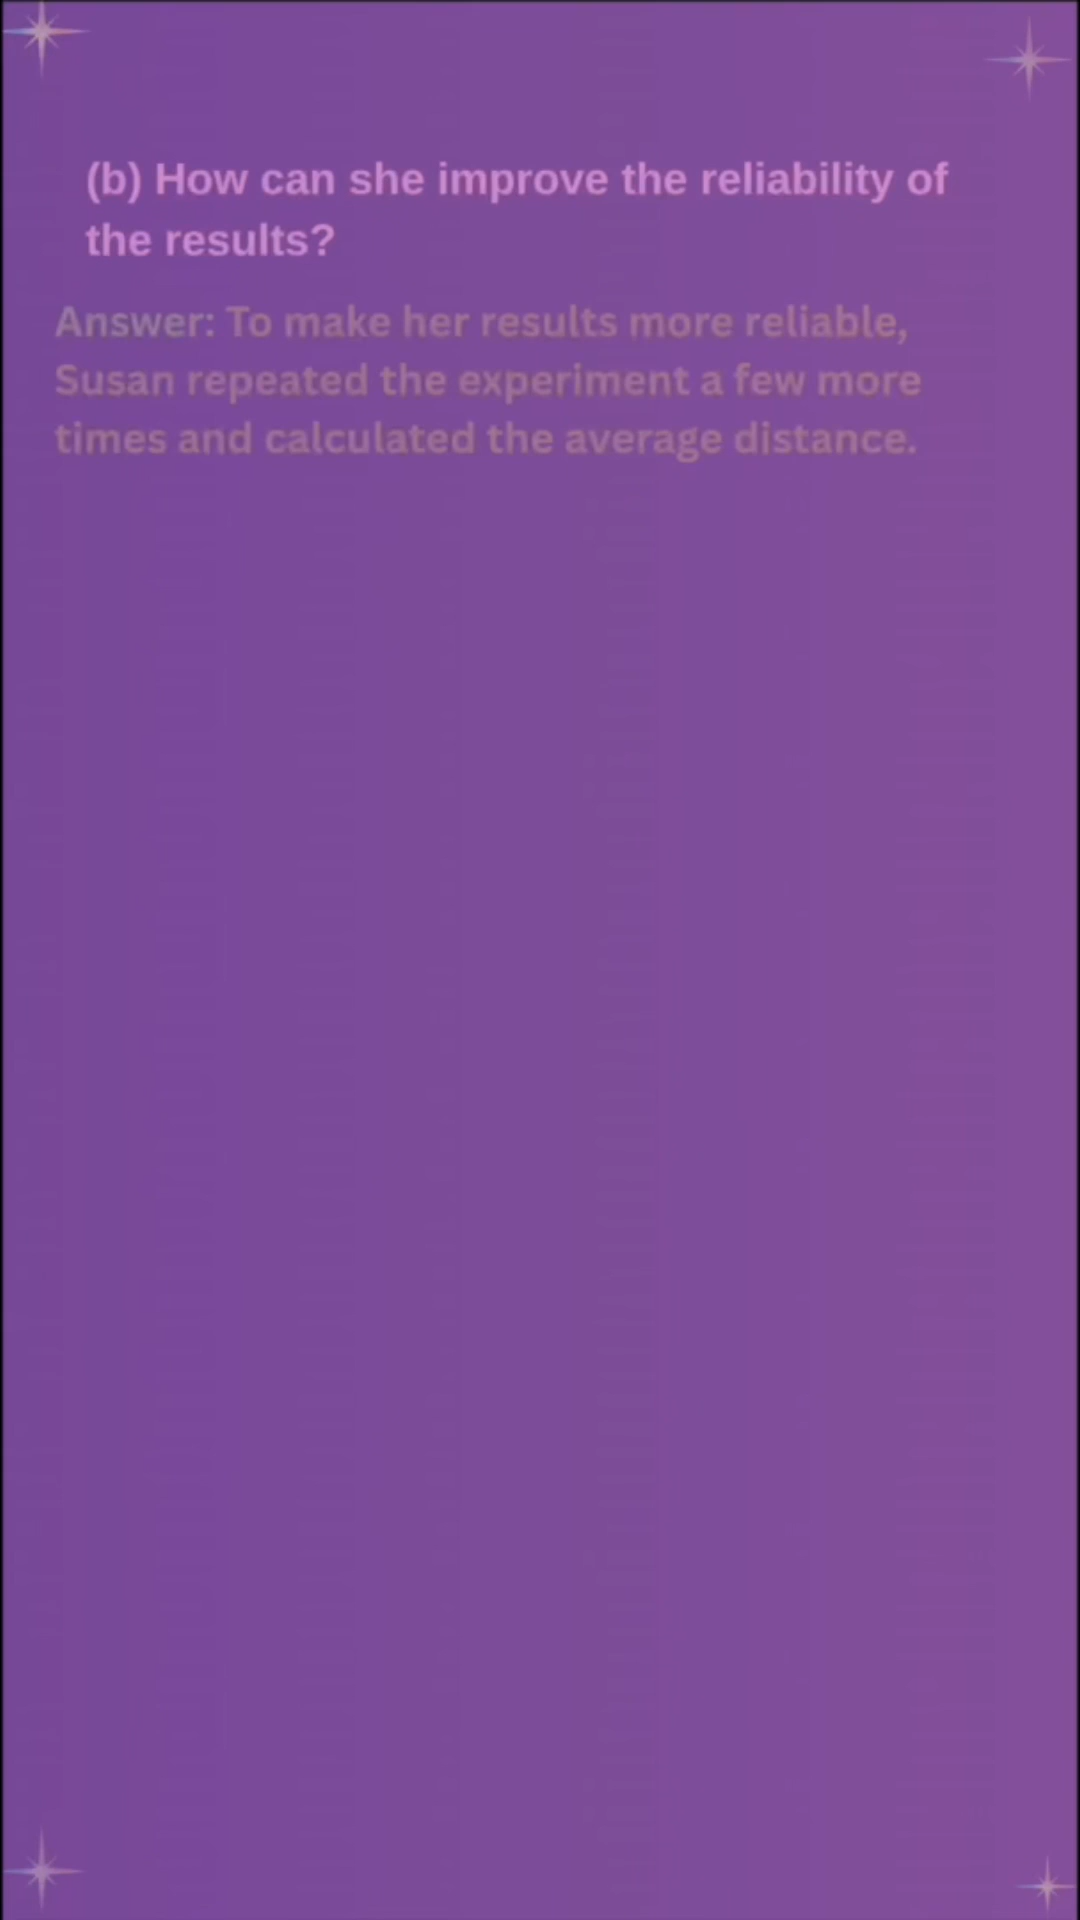 (b) How can she improve the reliability of
the results?
Answer: To make her results more reliable,
Susan repeated the experiment a few more
times and calculated the average distance.